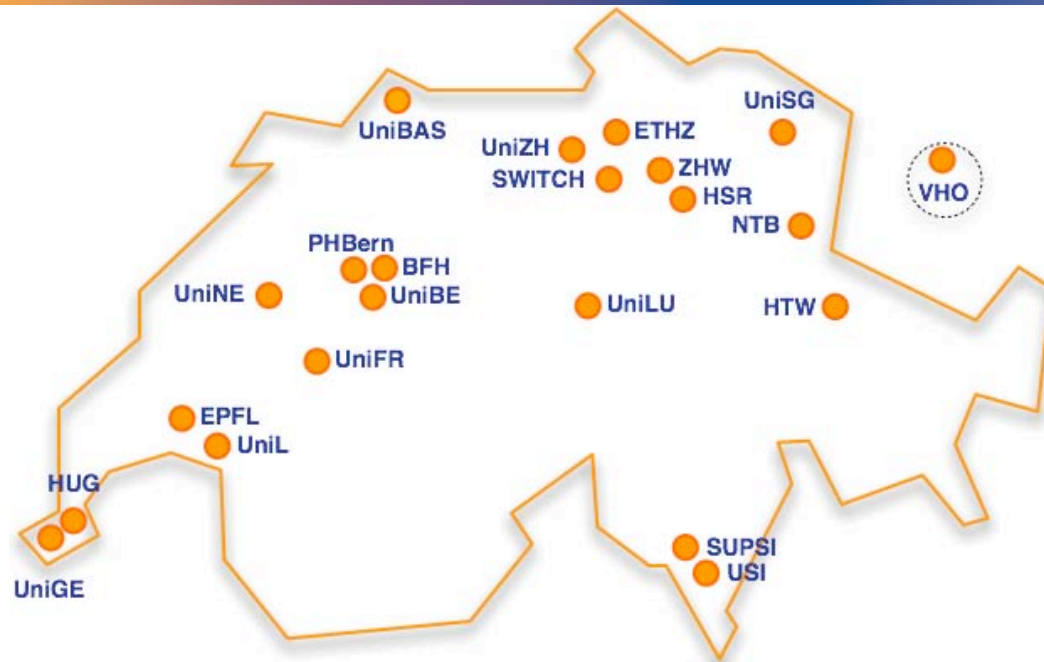 UniSG
UniBAS
ETHZ
UniZH
SWITCH
ZHW
HSR
VHO
NTB
PHBern
BFH
UniNE
UniBE
UniLU
HTW
UniFR
EPFL
UniL
HUG
SUPSI
USI
UniGE